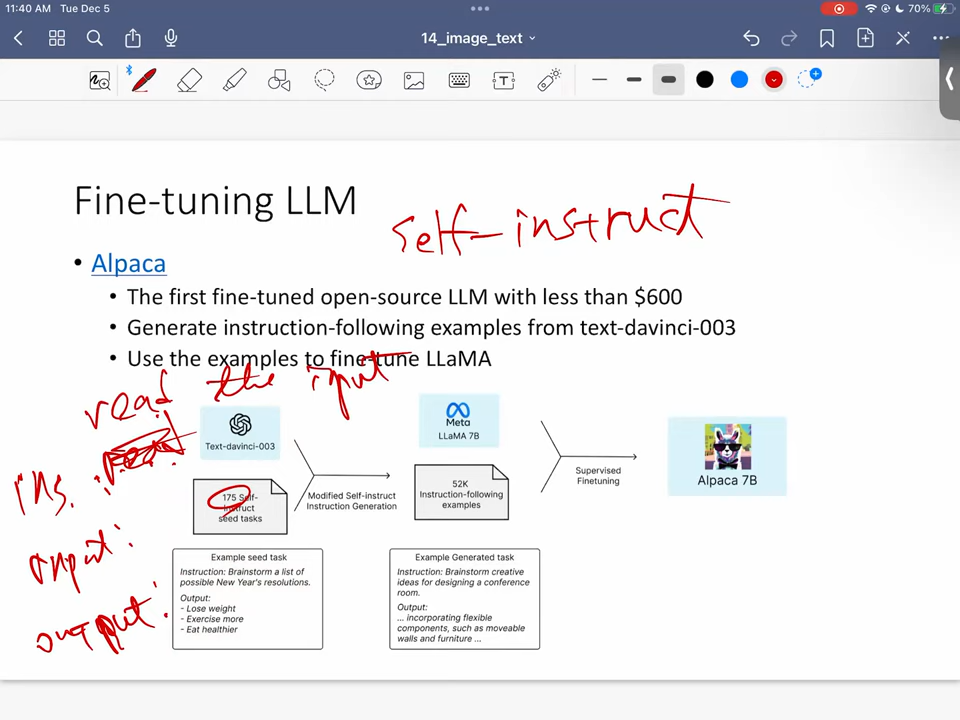 11:40 AM Tue Dec 5
70%
14_image_text
Fine-tuning LLM
self-instruct
• Alpaca
• The first fine-tuned open-source LLM with less than $600
• Generate instruction-following examples from text-davinci-003
• Use the examples to fine-tune LLaMA
read the input
Text-davinci-003
Meta
LLaMA 7B
Alpaca 7B
ins.
175 Self-
Instruct
seed tasks
Modified Self-instruct
Instruction Generation
52K
Instruction-following
examples
Supervised
Finetuning
input:
output:
Example seed task
Instruction: Brainstorm a list of
possible New Year's resolutions.
Output:
- Lose weight
- Exercise more
- Eat healthier
Example Generated task
Instruction: Brainstorm creative
ideas for designing a conference
room.
Output:
... incorporating flexible
components, such as moveable
walls and furniture ...